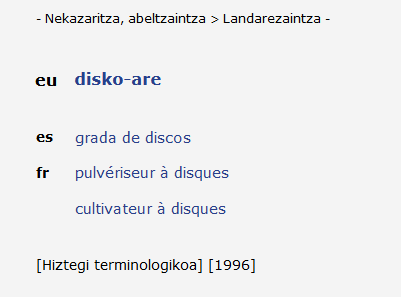 - Nekazaritza, abeltzaintza > Landarezaintza -
eu disko-are
es grada de discos
fr pulvériseur à disques
cultivateur à disques
[Hiztegi terminologikoa] [1996]